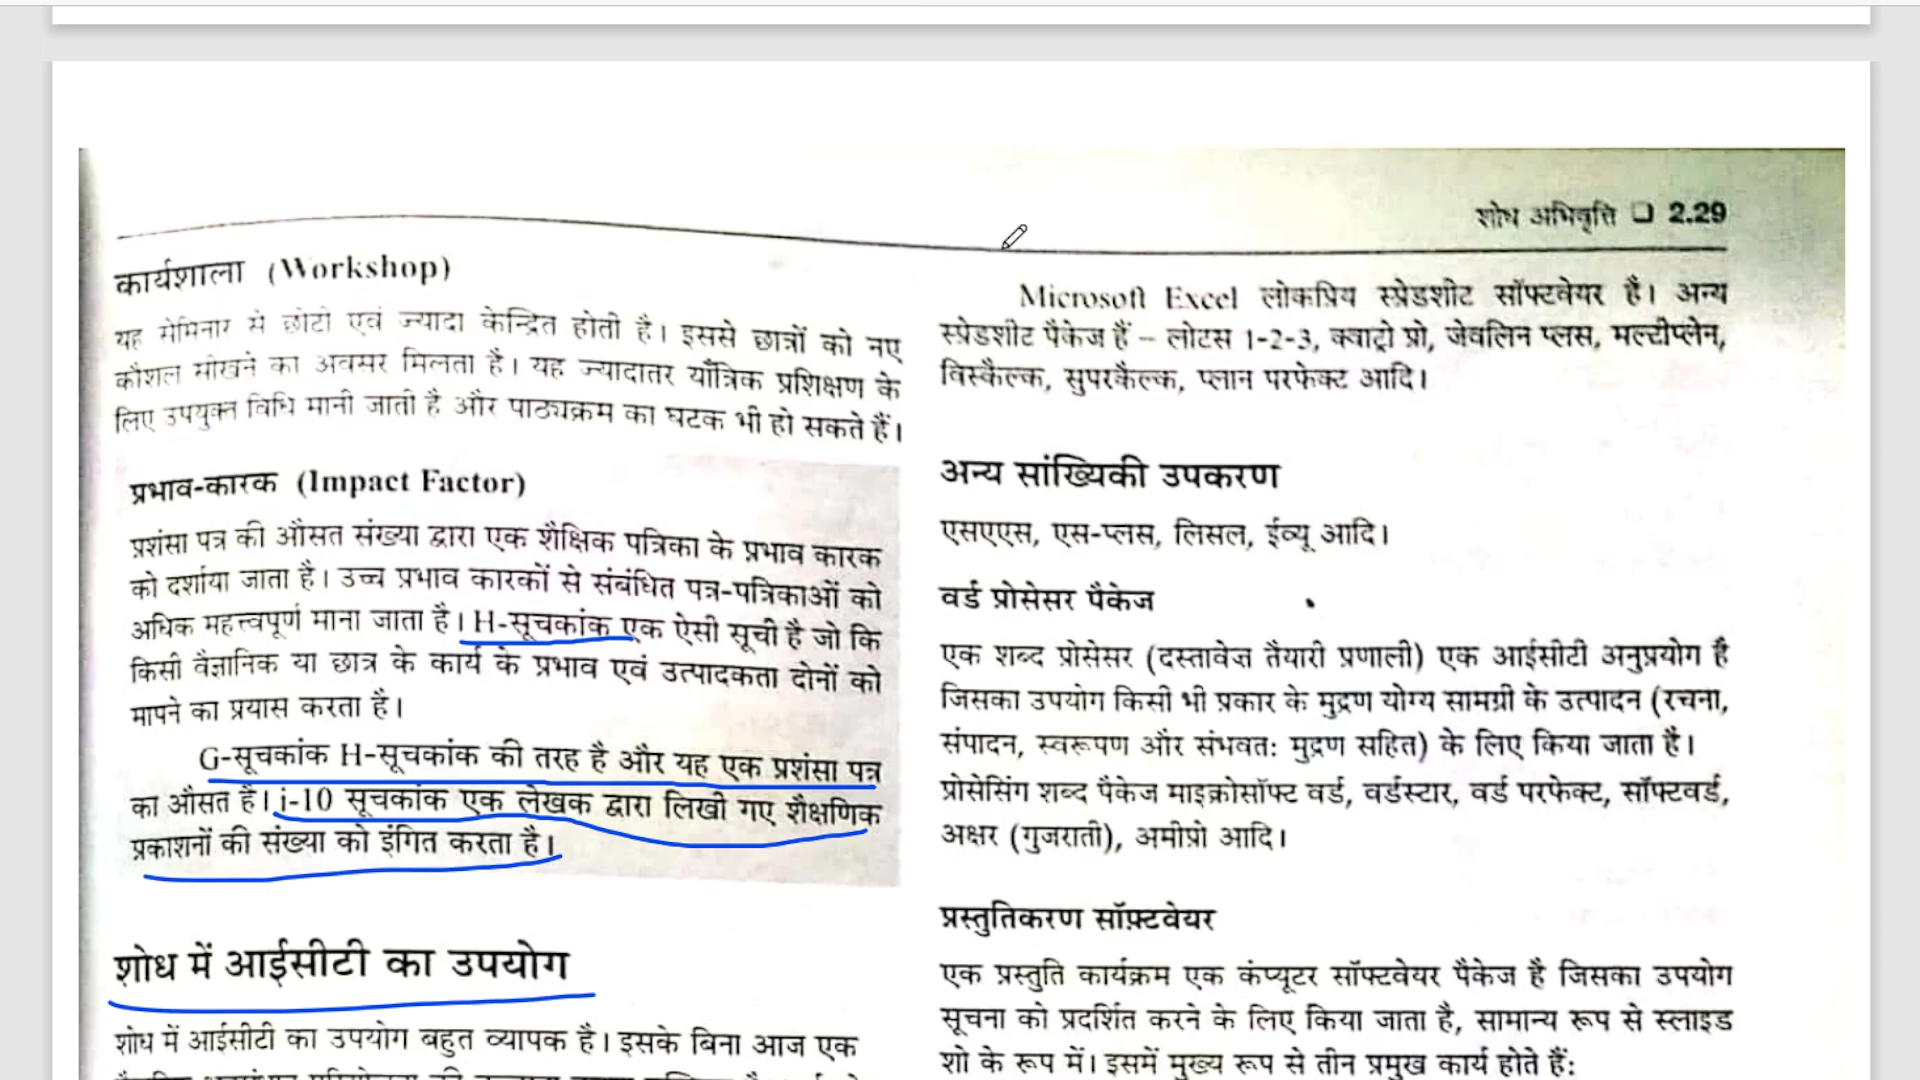 शोध अभिवृत्ति ❏ 2.29
कार्यशाला (Workshop)
यह सेमिनार से छोटी एवं ज्यादा केन्द्रित होती है। इससे छात्रों को नए
कौशल सीखने का अवसर मिलता है। यह ज्यादातर याँत्रिक प्रशिक्षण के
लिए उपयुक्त विधि मानी जाती है और पाठ्यक्रम का घटक भी हो सकते हैं।
प्रभाव-कारक (Impact Factor)
प्रशंसा पत्र की औसत संख्या द्वारा एक शैक्षिक पत्रिका के प्रभाव कारक
को दर्शाया जाता है। उच्च प्रभाव कारकों से संबंधित पत्र-पत्रिकाओं को
अधिक महत्त्वपूर्ण माना जाता है। H-सूचकांक एक ऐसी सूची है जो कि
किसी वैज्ञानिक या छात्र के कार्य के प्रभाव एवं उत्पादकता दोनों को
मापने का प्रयास करता है।
G-सूचकांक H-सूचकांक की तरह है और यह एक प्रशंसा पत्र
का औसत है। i-10 सूचकांक एक लेखक द्वारा लिखी गए शैक्षणिक
प्रकाशनों की संख्या को इंगित करता है।
शोध में आईसीटी का उपयोग
शोध में आईसीटी का उपयोग बहुत व्यापक है। इसके बिना आज एक
Microsoft Excel लोकप्रिय स्प्रेडशीट सॉफ्टवेयर है। अन्य
स्प्रेडशीट पैकेज हैं – लोटस 1-2-3, क्वाट्रो प्रो, जेवलिन प्लस, मल्टीप्लेन,
विस्कैल्क, सुपरकैल्क, प्लान परफेक्ट आदि।
अन्य सांख्यिकी उपकरण
एसएएस, एस-प्लस, लिसल, ईव्यू आदि।
वर्ड प्रोसेसर पैकेज
एक शब्द प्रोसेसर (दस्तावेज़ तैयारी प्रणाली) एक आईसीटी अनुप्रयोग है
जिसका उपयोग किसी भी प्रकार के मुद्रण योग्य सामग्री के उत्पादन (रचना,
संपादन, स्वरूपण और संभवतः मुद्रण सहित) के लिए किया जाता है।
प्रोसेसिंग शब्द पैकेज माइक्रोसॉफ्ट वर्ड, वर्डस्टार, वर्ड परफेक्ट, सॉफ्टवर्ड,
अक्षर (गुजराती), अमीप्रो आदि।
प्रस्तुतिकरण सॉफ़्टवेयर
एक प्रस्तुति कार्यक्रम एक कंप्यूटर सॉफ्टवेयर पैकेज है जिसका उपयोग
सूचना को प्रदर्शित करने के लिए किया जाता है, सामान्य रूप से स्लाइड
शो के रूप में। इसमें मुख्य रूप से तीन प्रमुख कार्य होते हैं: